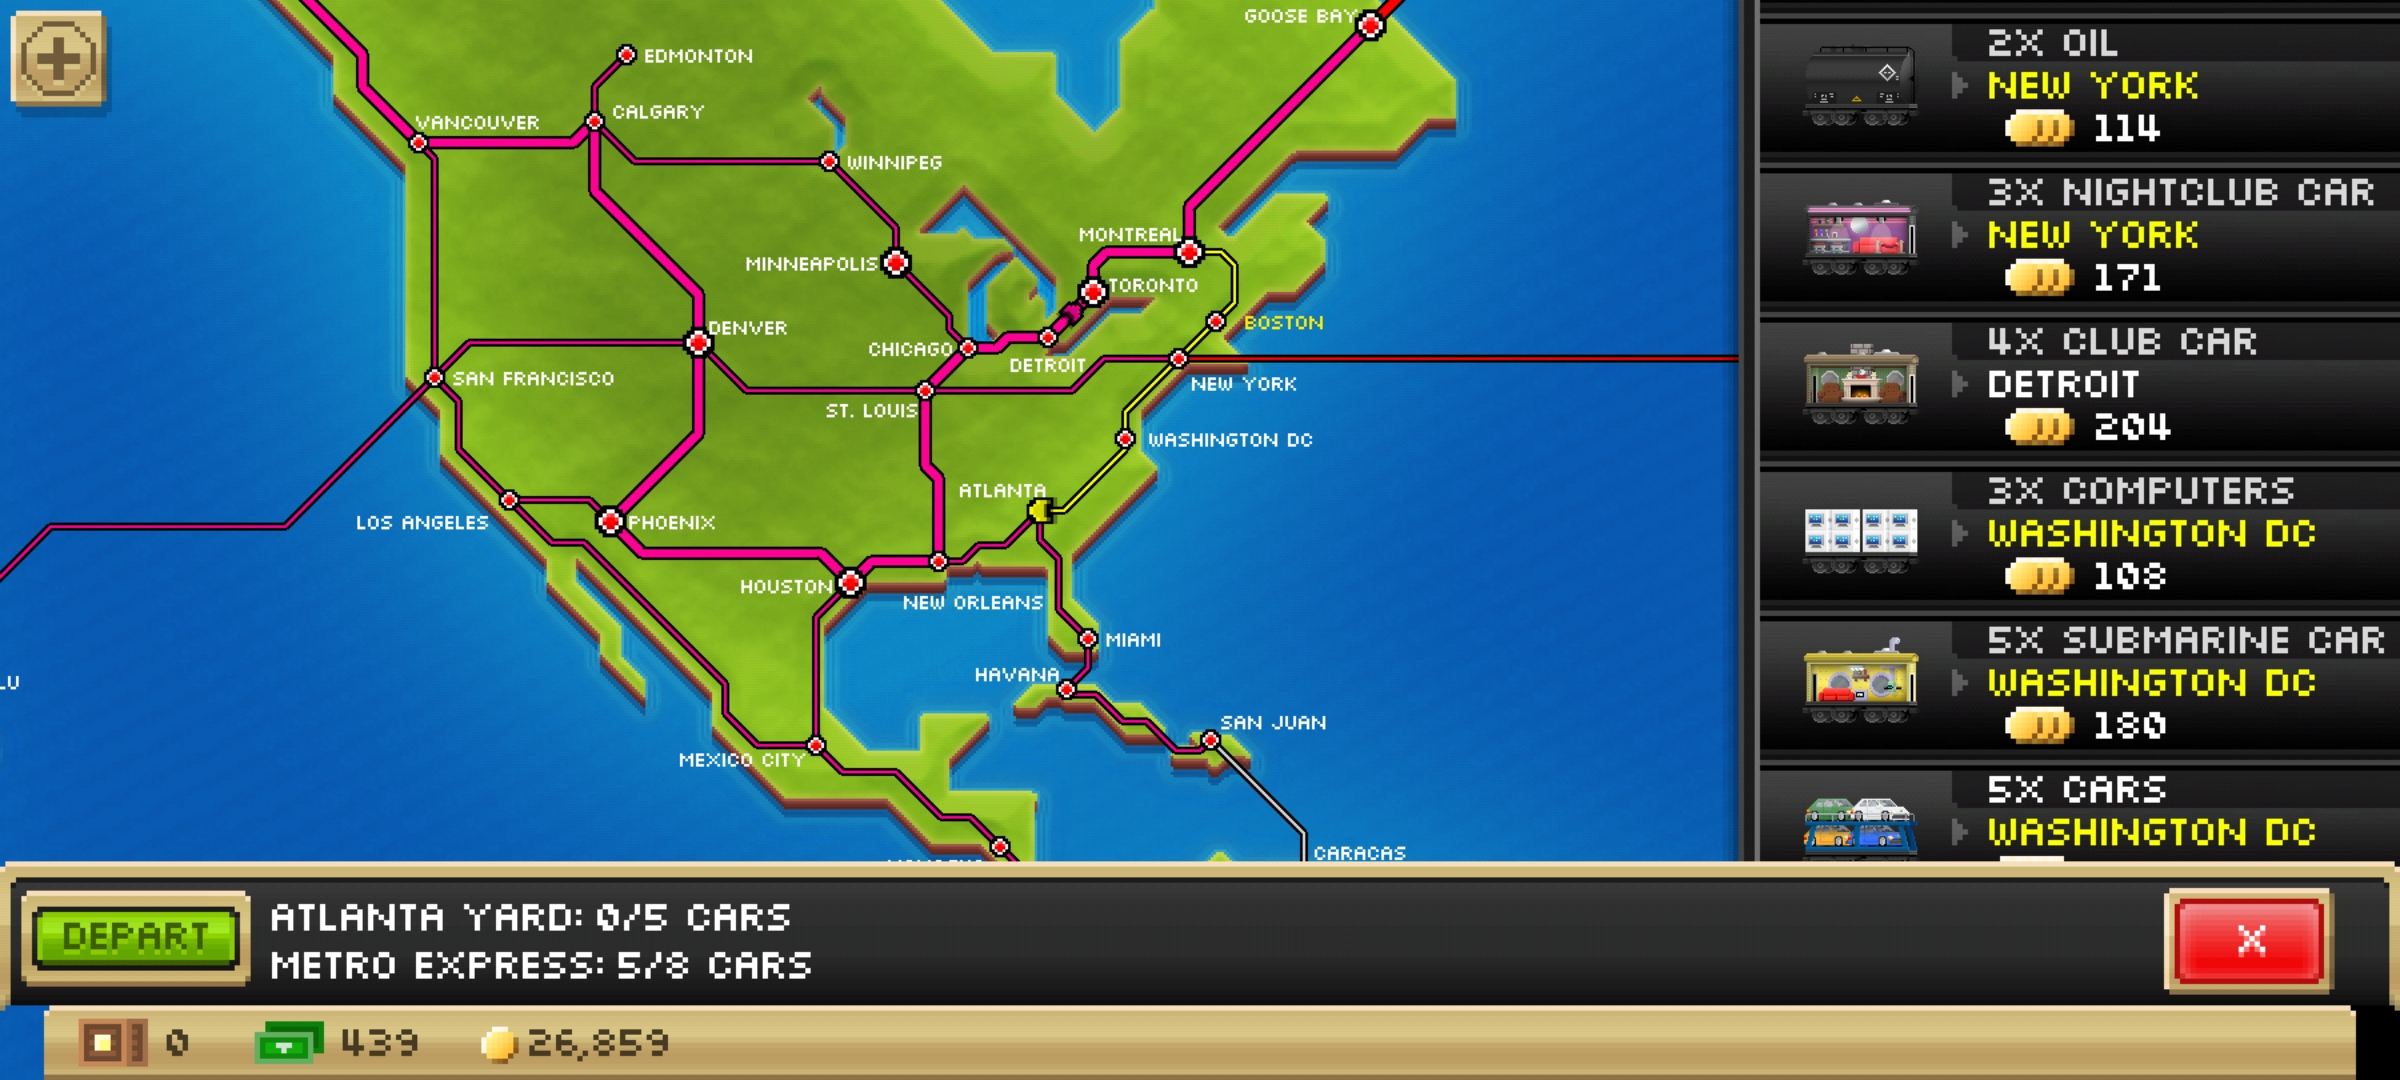 GOOSE BAY
EDMONTON
CALGARY
VANCOUVER
WINNIPEG
MONTREAL
MINNEAPOLIS
TORONTO
BOSTON
DENVER
CHICAGO
DETROIT
SAN FRANCISCO
NEW YORK
ST. LOUIS
WASHINGTON DC
ATLANTA
LOS ANGELES
PHOENIX
HOUSTON
NEW ORLEANS
MIAMI
HAVANA
LU
SAN JUAN
MEXICO CITY
CARACAS
2X OIL
NEW YORK
114
3X NIGHTCLUB CAR
NEW YORK
171
4X CLUB CAR
DETROIT
204
3X COMPUTERS
WASHINGTON DC
108
5X SUBMARINE CAR
WASHINGTON DC
180
5X CARS
WASHINGTON DC
DEPART
ATLANTA YARD: 0/5 CARS
METRO EXPRESS: 5/8 CARS
X
0
439
26,859